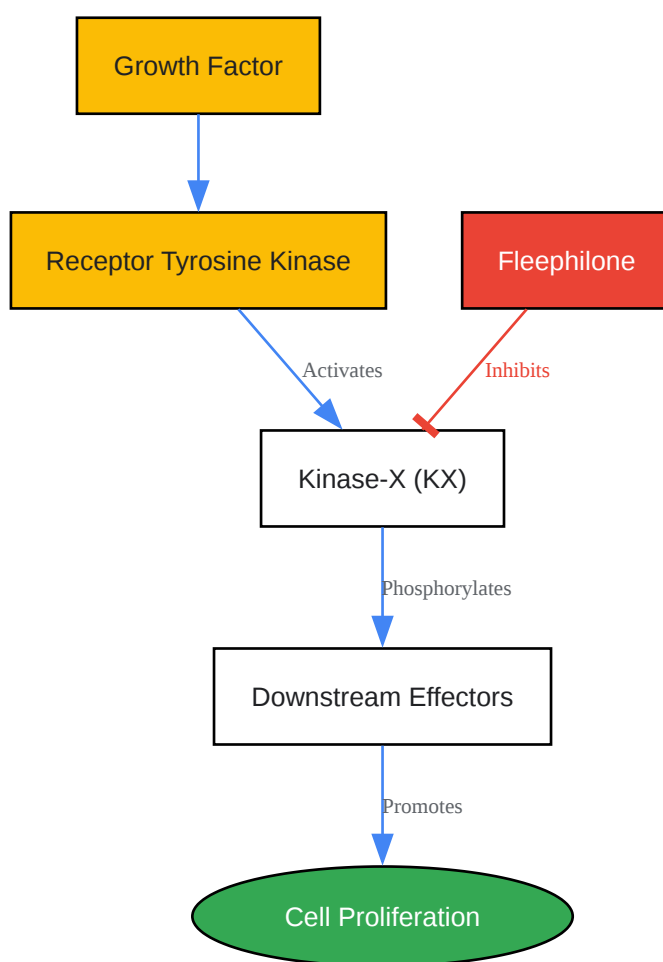 Growth Factor
Receptor Tyrosine Kinase
Fleephilone
Activates
Inhibits
Kinase-X (KX)
Phosphorylates
Downstream Effectors
Promotes
Cell Proliferation